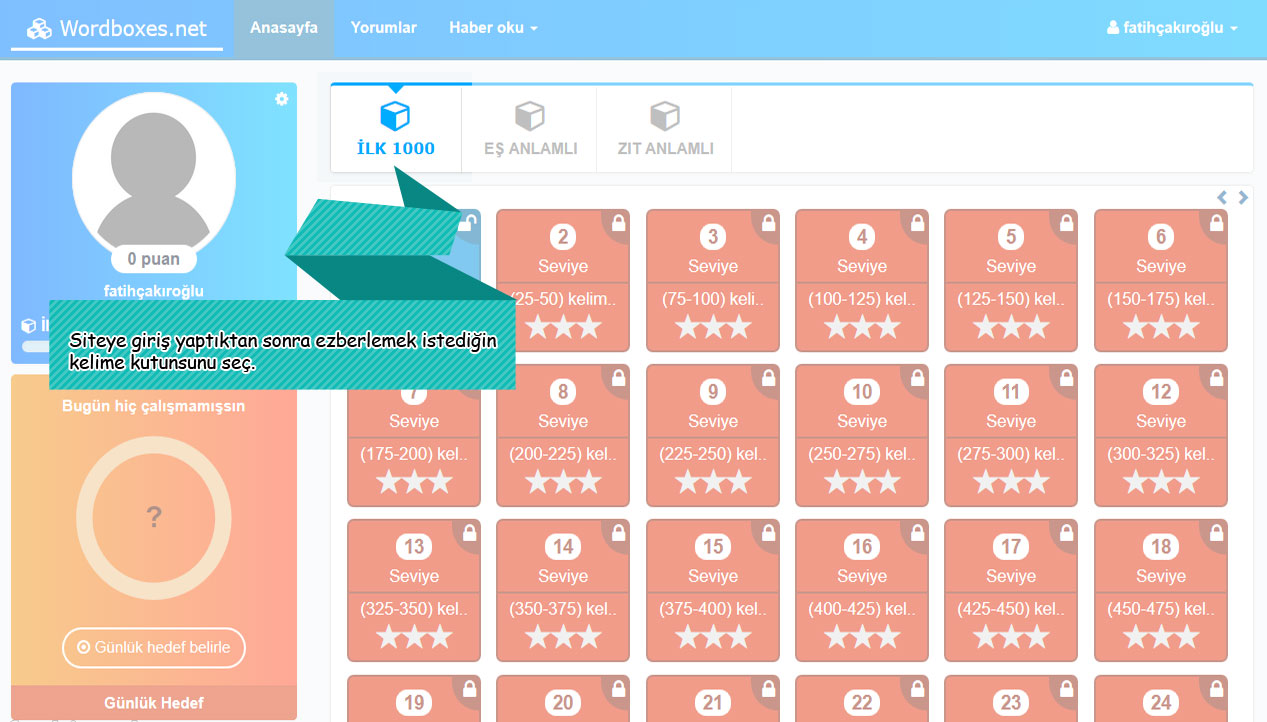 Wordboxes.net Anasayfa Yorumlar Haber oku fatihçakıroğlu
İLK 1000 EŞ ANLAMLI ZIT ANLAMLI
0 puan
fatihçakıroğlu
Siteye giriş yaptıktan sonra ezberlemek istediğin
kelime kutunsunu seç.
Bugün hiç çalışmamışsın
?
Günlük hedef belirle
Günlük Hedef
2 3 4 5 6
Seviye Seviye Seviye Seviye Seviye
(25-50) kelim.. (75-100) keli.. (100-125) kel.. (125-150) kel.. (150-175) kel..
7 8 9 10 11 12
Seviye Seviye Seviye Seviye Seviye Seviye
(175-200) kel.. (200-225) kel.. (225-250) kel.. (250-275) kel.. (275-300) kel.. (300-325) kel..
13 14 15 16 17 18
Seviye Seviye Seviye Seviye Seviye Seviye
(325-350) kel.. (350-375) kel.. (375-400) kel.. (400-425) kel.. (425-450) kel.. (450-475) kel..
19 20 21 22 23 24